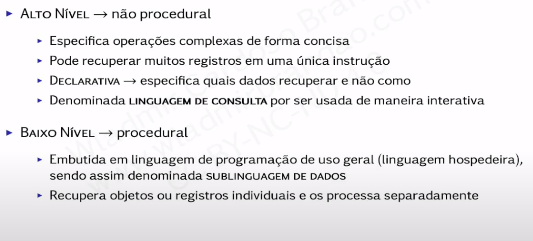 ALTO NÍVEL → não procedural
Especifica operações complexas de forma concisa
Pode recuperar muitos registros em uma única instrução
DECLARATIVA → especifica quais dados recuperar e não como
Denominada LINGUAGEM DE CONSULTA por ser usada de maneira interativa
BAIXO NÍVEL → procedural
Embutida em linguagem de programação de uso geral (linguagem hospedeira),
sendo assim denominada SUBLINGUAGEM DE DADOS
Recupera objetos ou registros individuais e os processa separadamente